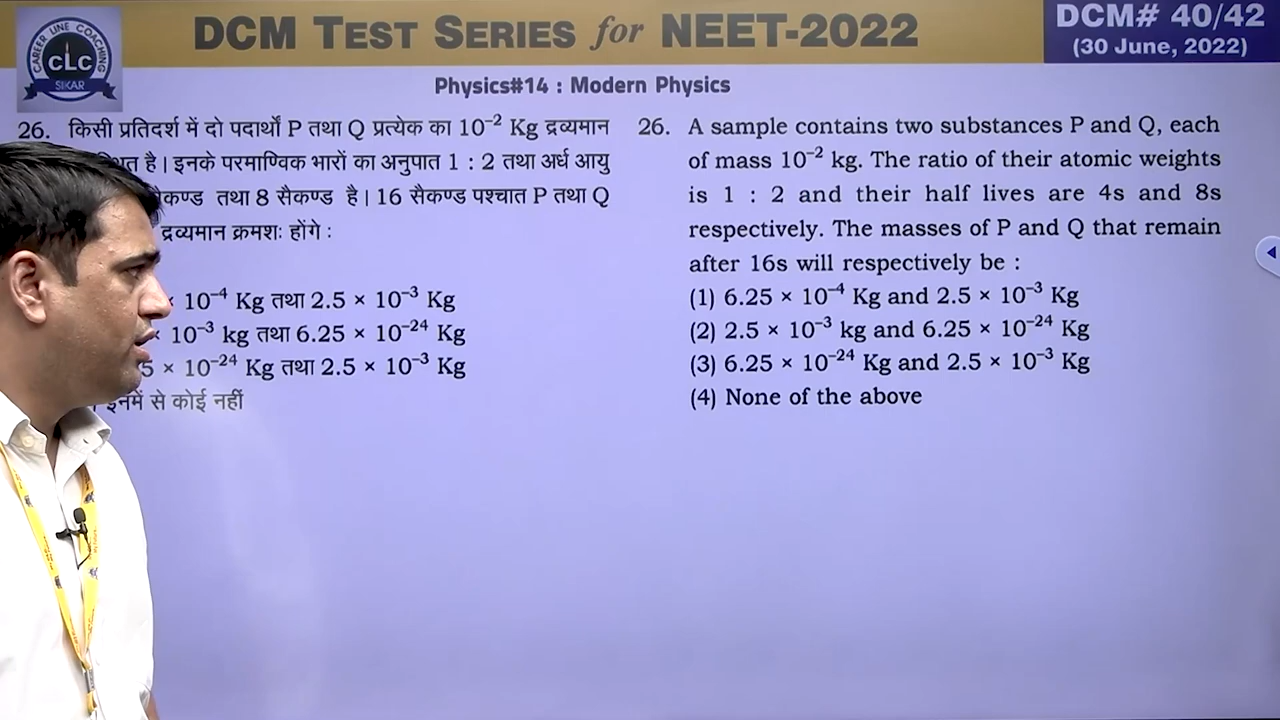 CAREER LINE COACHING
CLC
SIKAR
DCM TEST SERIES for NEET-2022
DCM# 40/42
(30 June, 2022)
Physics#14 : Modern Physics
26. किसी प्रतिदर्श में दो पदार्थों P तथा Q प्रत्येक का 10⁻² Kg द्रव्यमान
है। इनके परमाण्विक भारों का अनुपात 1 : 2 तथा अर्ध आयु
तथा 8 सैकण्ड है। 16 सैकण्ड पश्चात P तथा Q
द्रव्यमान क्रमशः होंगे :
× 10⁻⁴ Kg तथा 2.5 × 10⁻³ Kg
× 10⁻³ kg तथा 6.25 × 10⁻²⁴ Kg
5 × 10⁻²⁴ Kg तथा 2.5 × 10⁻³ Kg
इनमें से कोई नहीं
26. A sample contains two substances P and Q, each
of mass 10⁻² kg. The ratio of their atomic weights
is 1 : 2 and their half lives are 4s and 8s
respectively. The masses of P and Q that remain
after 16s will respectively be :
(1) 6.25 × 10⁻⁴ Kg and 2.5 × 10⁻³ Kg
(2) 2.5 × 10⁻³ kg and 6.25 × 10⁻²⁴ Kg
(3) 6.25 × 10⁻²⁴ Kg and 2.5 × 10⁻³ Kg
(4) None of the above